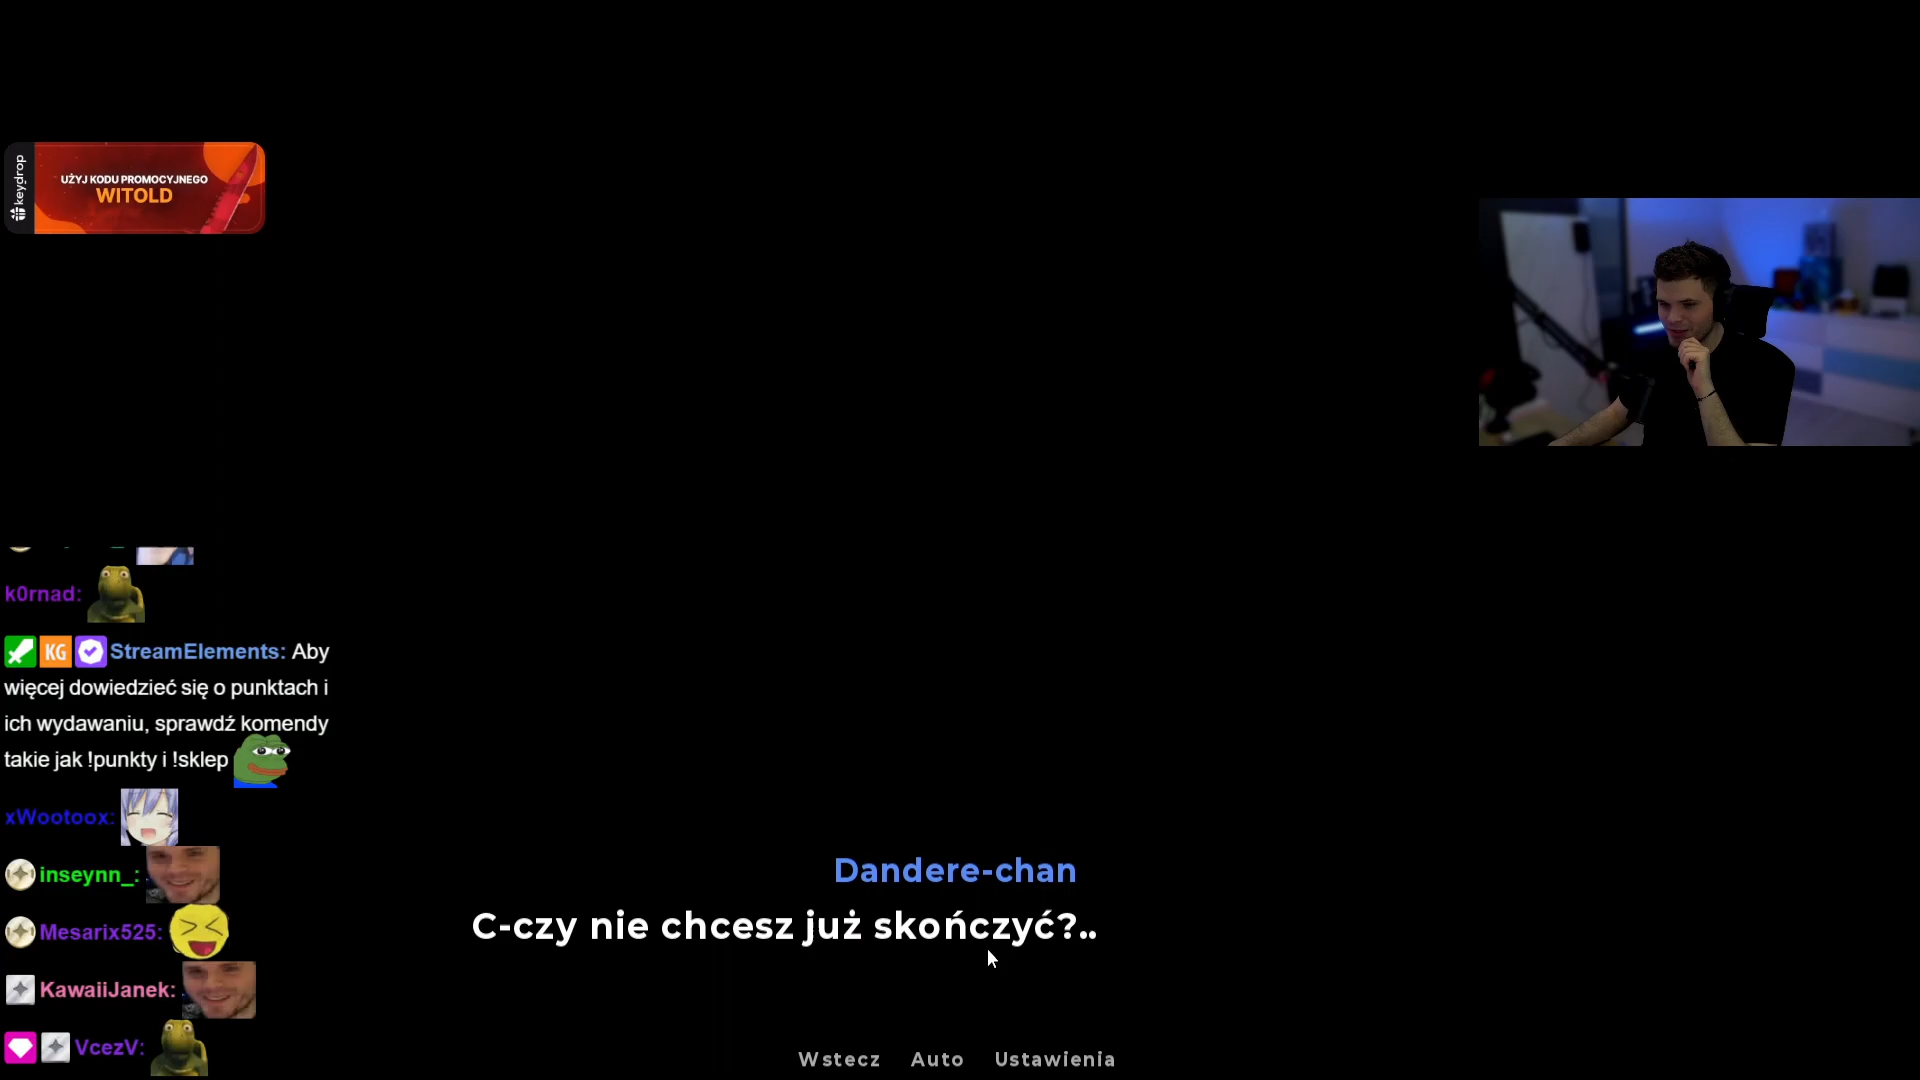 keydrop
UŻYJ KODU PROMOCYJNEGO
WITOLD
k0rnad:
KG StreamElements: Aby
więcej dowiedzieć się o punktach i
ich wydawaniu, sprawdź komendy
takie jak !punkty i !sklep
xWootoox:
inseynn_:
Mesarix525:
KawaiiJanek:
VcezV:
Dandere-chan
C-czy nie chcesz już skończyć?..
Wstecz Auto Ustawienia